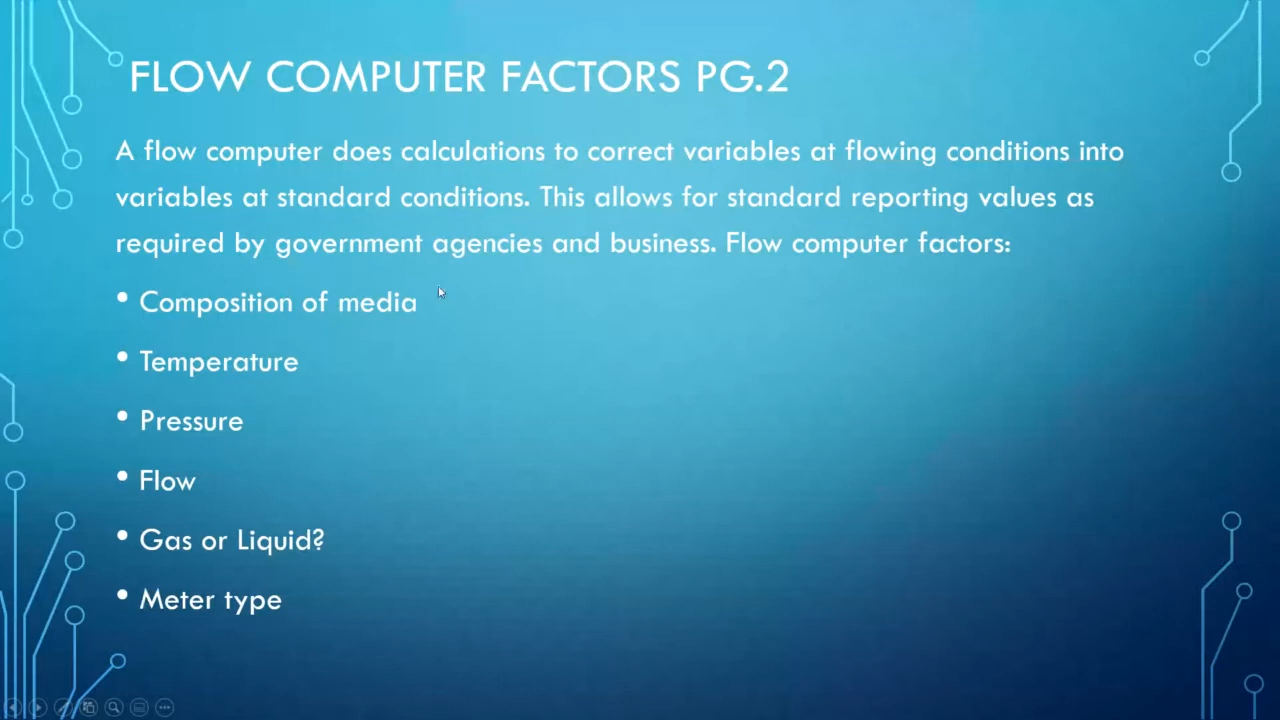 FLOW COMPUTER FACTORS PG.2
A flow computer does calculations to correct variables at flowing conditions into
variables at standard conditions. This allows for standard reporting values as
required by government agencies and business. Flow computer factors:
• Composition of media
• Temperature
• Pressure
• Flow
• Gas or Liquid?
• Meter type